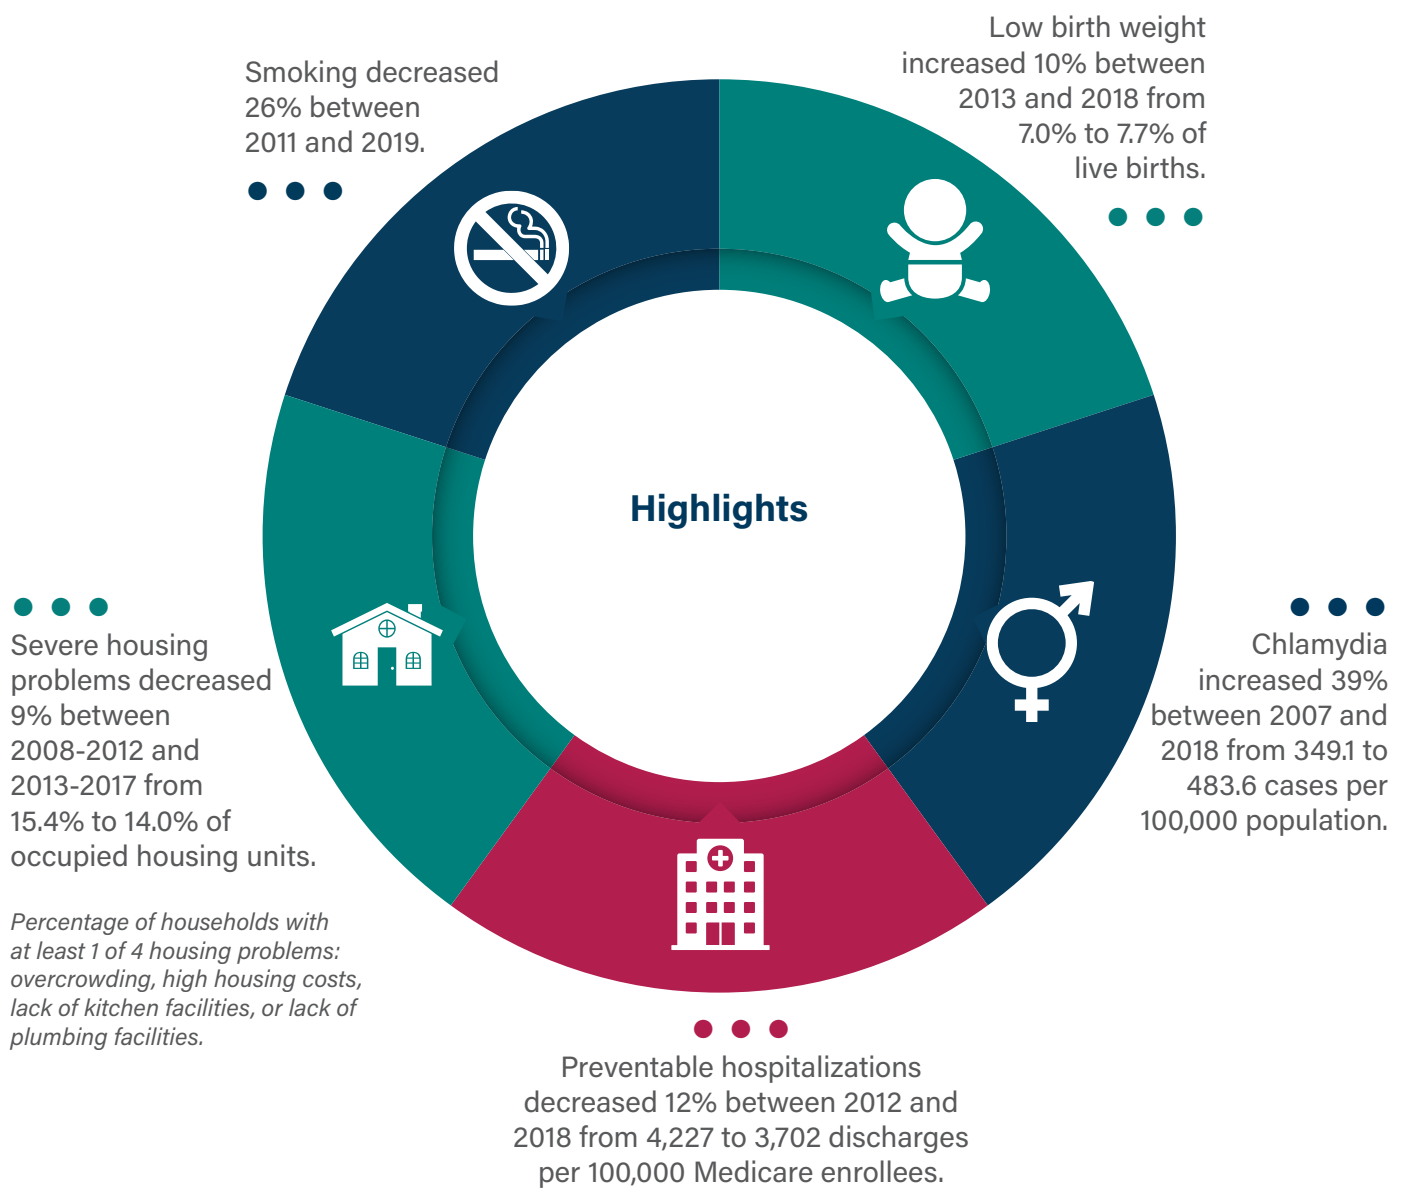 Smoking decreased
26% between
2011 and 2019.
Low birth weight
increased 10% between
2013 and 2018 from
7.0% to 7.7% of
live births.
Highlights
Severe housing
problems decreased
9% between
2008-2012 and
2013-2017 from
15.4% to 14.0% of
occupied housing units.
Percentage of households with
at least 1 of 4 housing problems:
overcrowding, high housing costs,
lack of kitchen facilities, or lack of
plumbing facilities.
Chlamydia
increased 39%
between 2007 and
2018 from 349.1 to
483.6 cases per
100,000 population.
Preventable hospitalizations
decreased 12% between 2012 and
2018 from 4,227 to 3,702 discharges
per 100,000 Medicare enrollees.